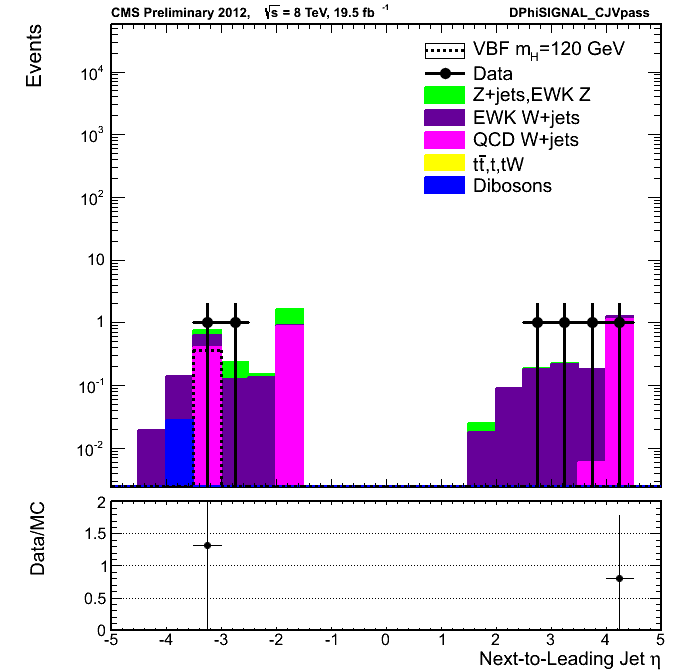 CMS Preliminary 2012, √s = 8 TeV, 19.5 fb⁻¹ DPhiSIGNAL_CJVpass
Events
VBF m_H=120 GeV
Data
Z+jets,EWK Z
EWK W+jets
QCD W+jets
tt̄,t,tW
Dibosons
10⁴
10³
10²
10
1
10⁻¹
10⁻²
Data/MC
2
1.5
1
0.5
0
-5 -4 -3 -2 -1 0 1 2 3 4 5
Next-to-Leading Jet η